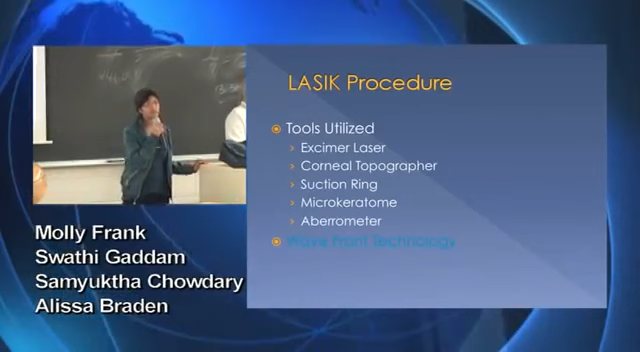 LASIK Procedure
Tools Utilized
Excimer Laser
Corneal Topographer
Suction Ring
Microkeratome
Aberrometer
Wave Front Technology
Molly Frank
Swathi Gaddam
Samyuktha Chowdary
Alissa Braden